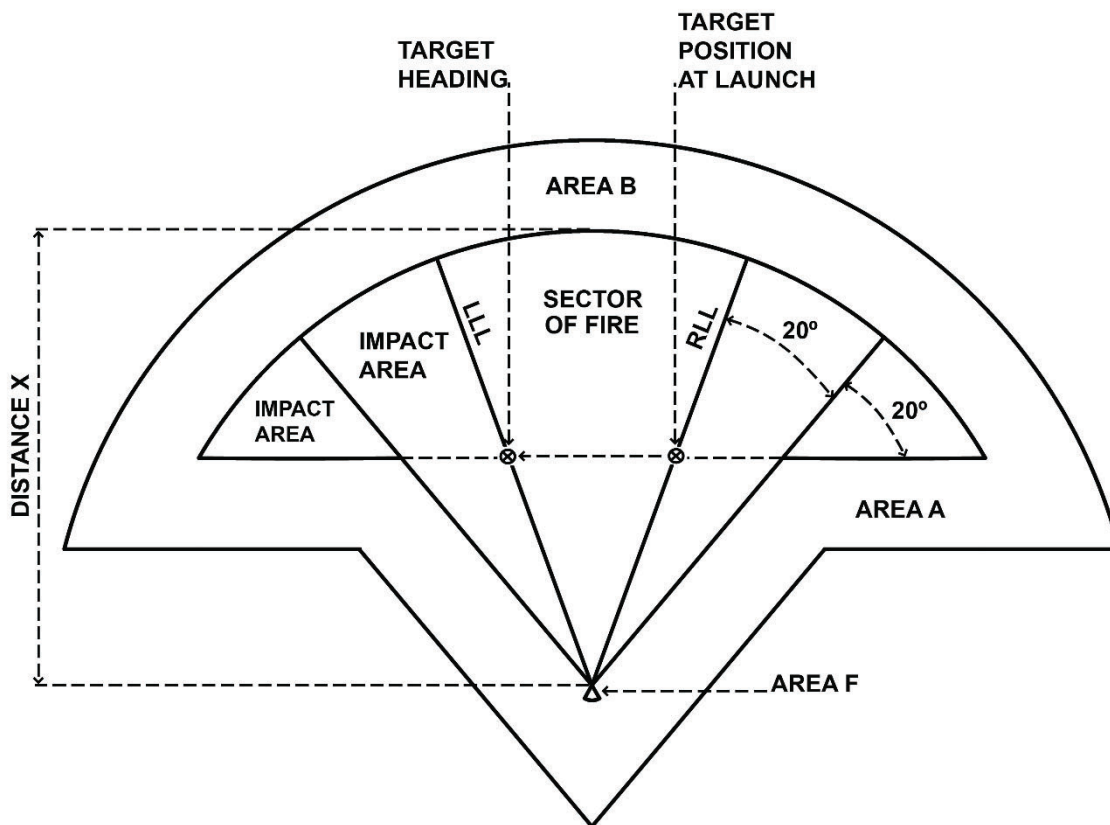 TARGET
HEADING
TARGET
POSITION
AT LAUNCH
AREA B
DISTANCE X
LLL
SECTOR
OF FIRE
RLL
20º
IMPACT
AREA
IMPACT
AREA
20º
AREA A
AREA F